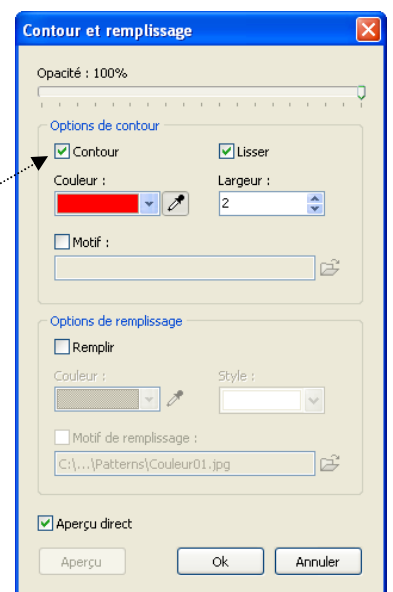 Contour et remplissage
Opacité : 100%
Options de contour
Contour Lisser
Couleur : Largeur :
2
Motif :
Options de remplissage
Remplir
Couleur : Style :
Motif de remplissage :
C:\...\Patterns\Couleur01.jpg
Aperçu direct
Aperçu Ok Annuler